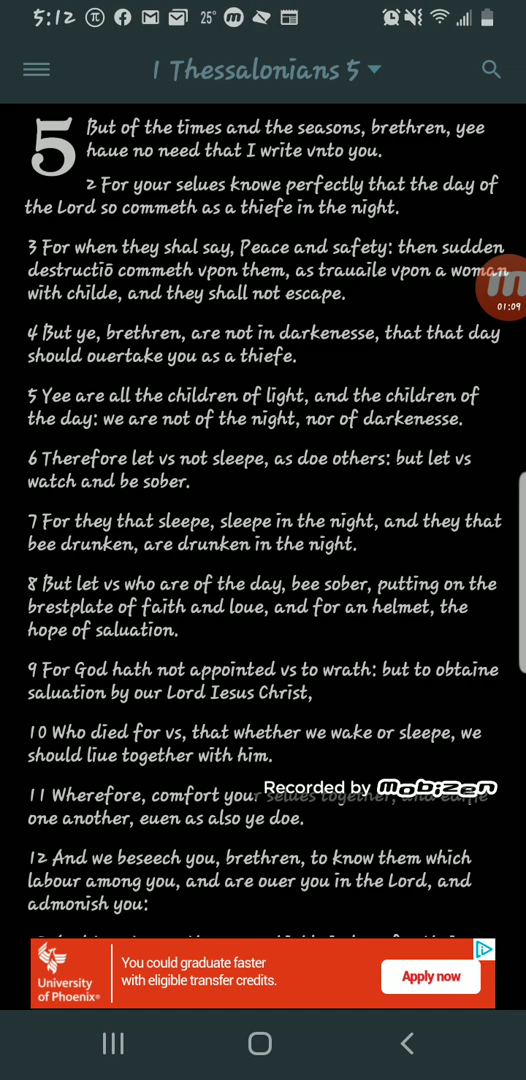 5:12
25°
1 Thessalonians 5
5 But of the times and the seasons, brethren, yee
haue no need that I write vnto you.
2 For your selues knowe perfectly that the day of
the Lord so commeth as a thiefe in the night.
3 For when they shal say, Peace and safety: then sudden
destructiō commeth vpon them, as trauaile vpon a woman
with childe, and they shall not escape.
01:09
4 But ye, brethren, are not in darkenesse, that that day
should ouertake you as a thiefe.
5 Yee are all the children of light, and the children of
the day: we are not of the night, nor of darkenesse.
6 Therefore let vs not sleepe, as doe others: but let vs
watch and be sober.
7 For they that sleepe, sleepe in the night, and they that
bee drunken, are drunken in the night.
8 But let vs who are of the day, bee sober, putting on the
brestplate of faith and loue, and for an helmet, the
hope of saluation.
9 For God hath not appointed vs to wrath: but to obtaine
saluation by our Lord Iesus Christ,
10 Who died for vs, that whether we wake or sleepe, we
should liue together with him.
Recorded by Mobizen
11 Wherefore, comfort your selues together, and edifie
one another, euen as also ye doe.
12 And we beseech you, brethren, to know them which
labour among you, and are ouer you in the Lord, and
admonish you:
University
of Phoenix®
You could graduate faster
with eligible transfer credits.
Apply now